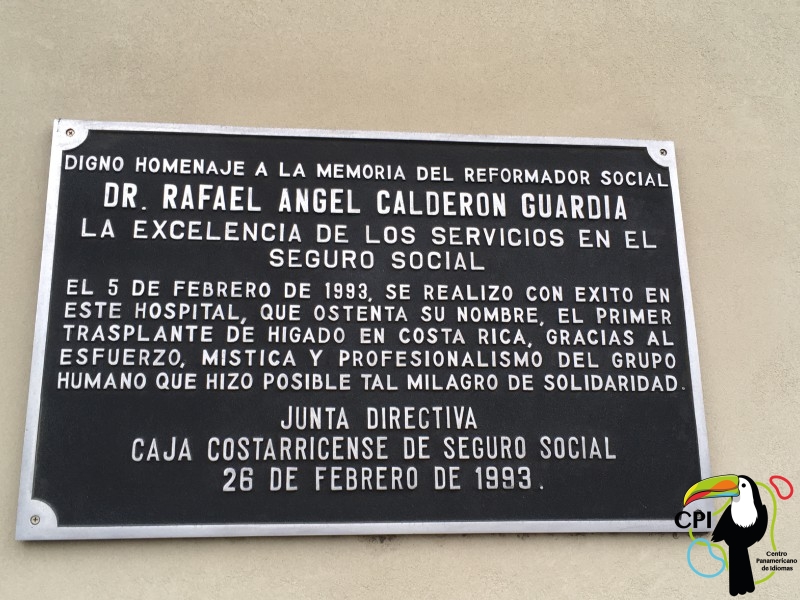 DIGNO HOMENAJE A LA MEMORIA DEL REFORMADOR SOCIAL
DR. RAFAEL ANGEL CALDERON GUARDIA
LA EXCELENCIA DE LOS SERVICIOS EN EL
SEGURO SOCIAL
EL 5 DE FEBRERO DE 1993, SE REALIZO CON EXITO EN
ESTE HOSPITAL, QUE OSTENTA SU NOMBRE, EL PRIMER
TRASPLANTE DE HIGADO EN COSTA RICA, GRACIAS AL
ESFUERZO, MISTICA Y PROFESIONALISMO DEL GRUPO
HUMANO QUE HIZO POSIBLE TAL MILAGRO DE SOLIDARIDAD.
JUNTA DIRECTIVA
CAJA COSTARRICENSE DE SEGURO SOCIAL
26 DE FEBRERO DE 1993.
CPI
Centro
Panamericano
de Idiomas